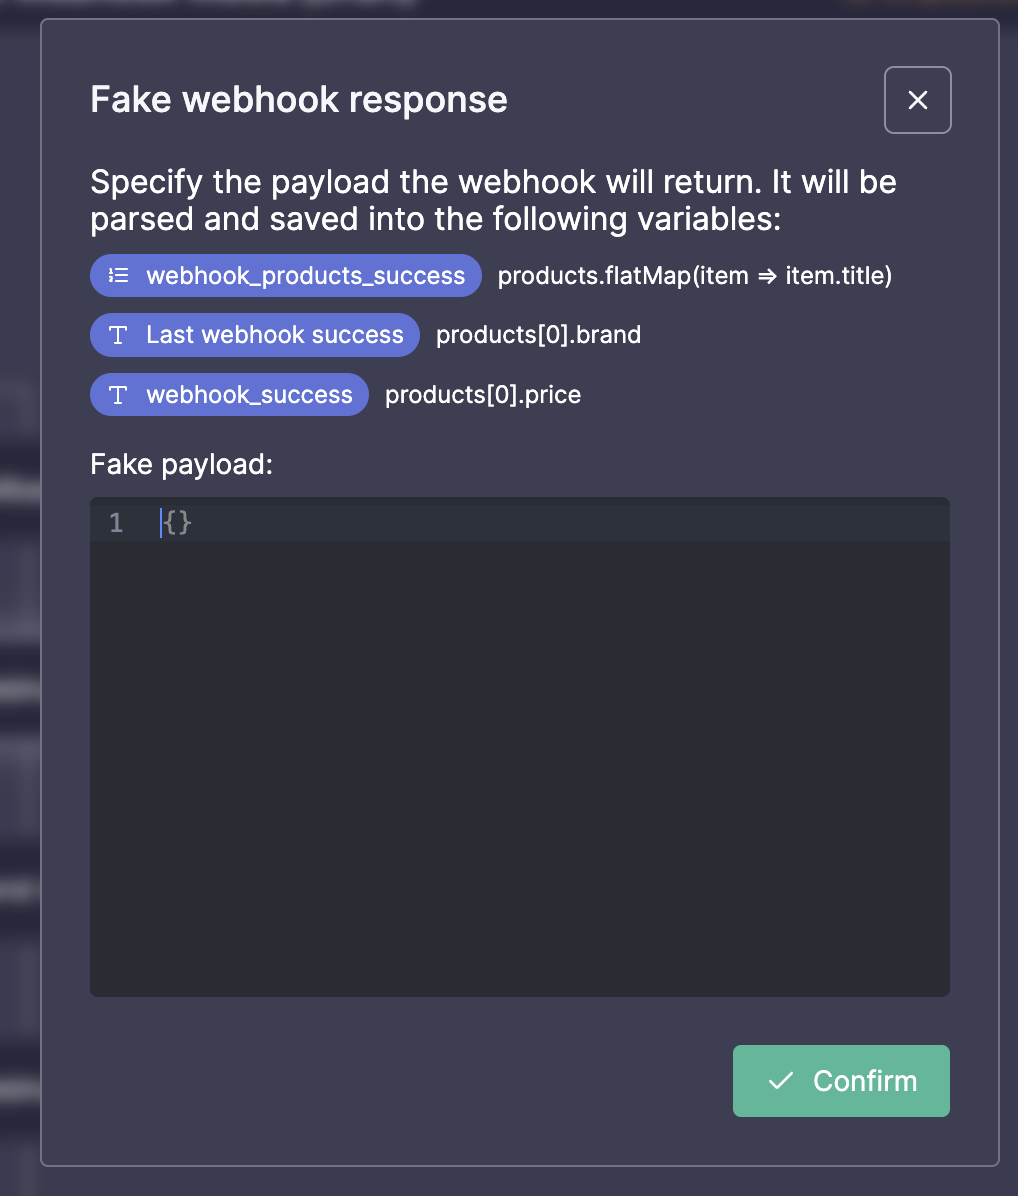 Fake webhook response
Specify the payload the webhook will return. It will be
parsed and saved into the following variables:
webhook_products_success products.flatMap(item => item.title)
Last webhook success products[0].brand
webhook_success products[0].price
Fake payload:
1 {}
Confirm